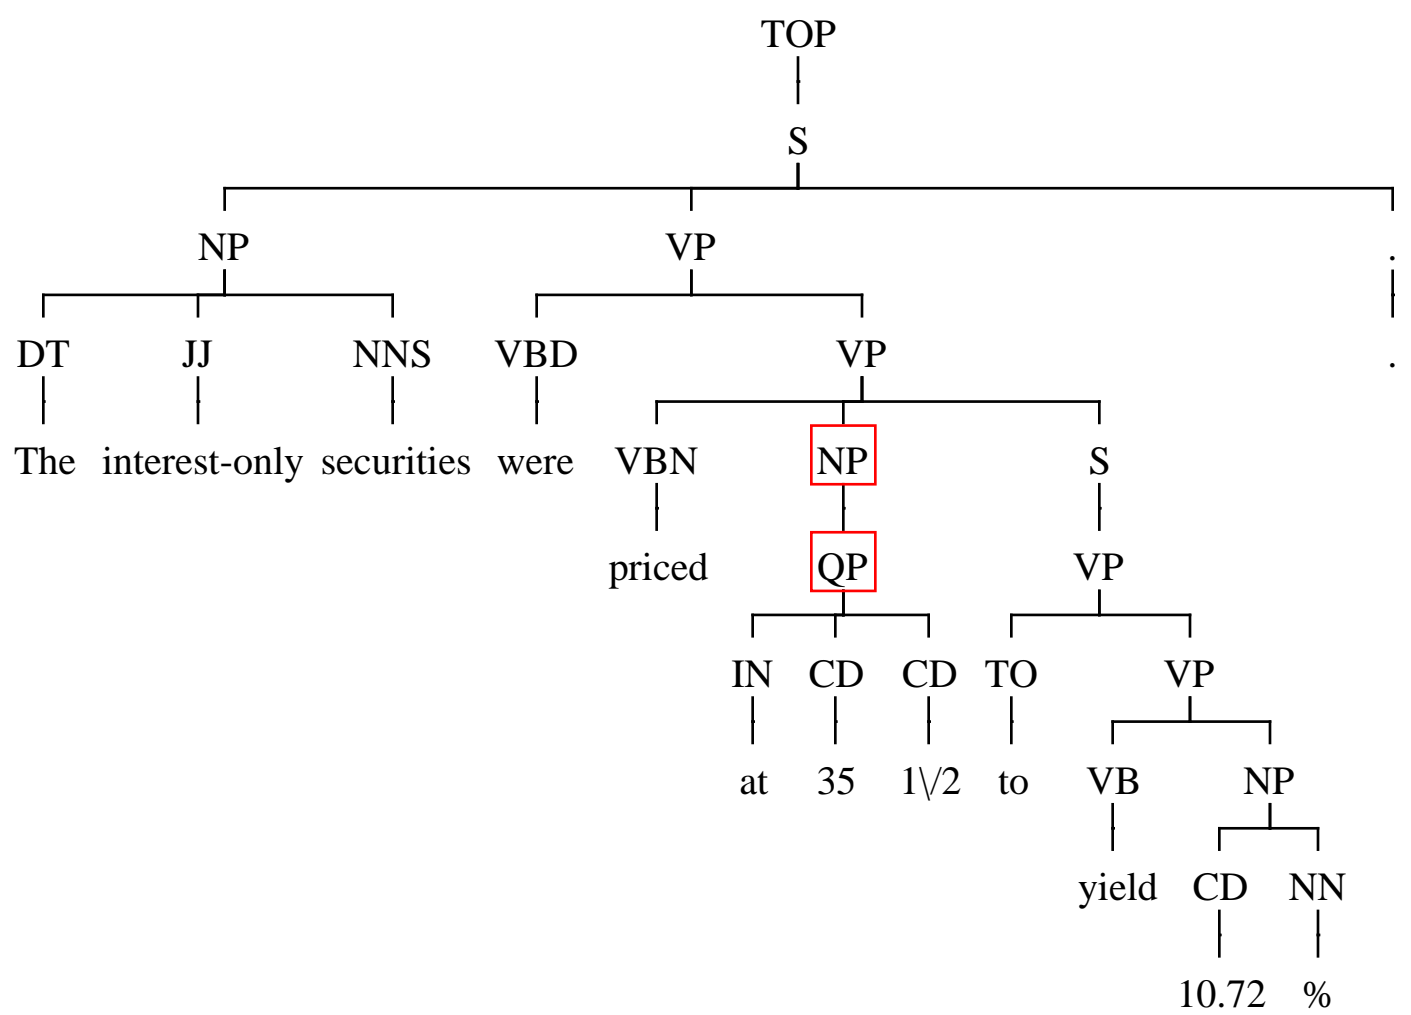 TOP
S
NP VP .
DT JJ NNS VBD VP .
The interest-only securities were VBN NP S
priced QP VP
IN CD CD TO VP
at 35 1\/2 to VB NP
yield CD NN
10.72 %